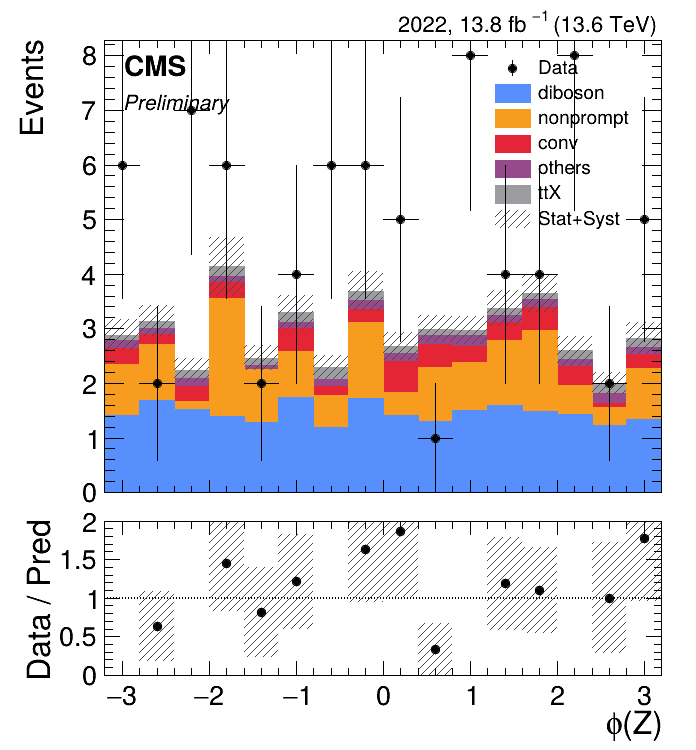 2022, 13.8 fb⁻¹ (13.6 TeV)
CMS
Preliminary
Events
8
7
6
5
4
3
2
1
0
Data
diboson
nonprompt
conv
others
ttX
Stat+Syst
Data / Pred
2
1.5
1
0.5
0
−3 −2 −1 0 1 2 3
ϕ(Z)